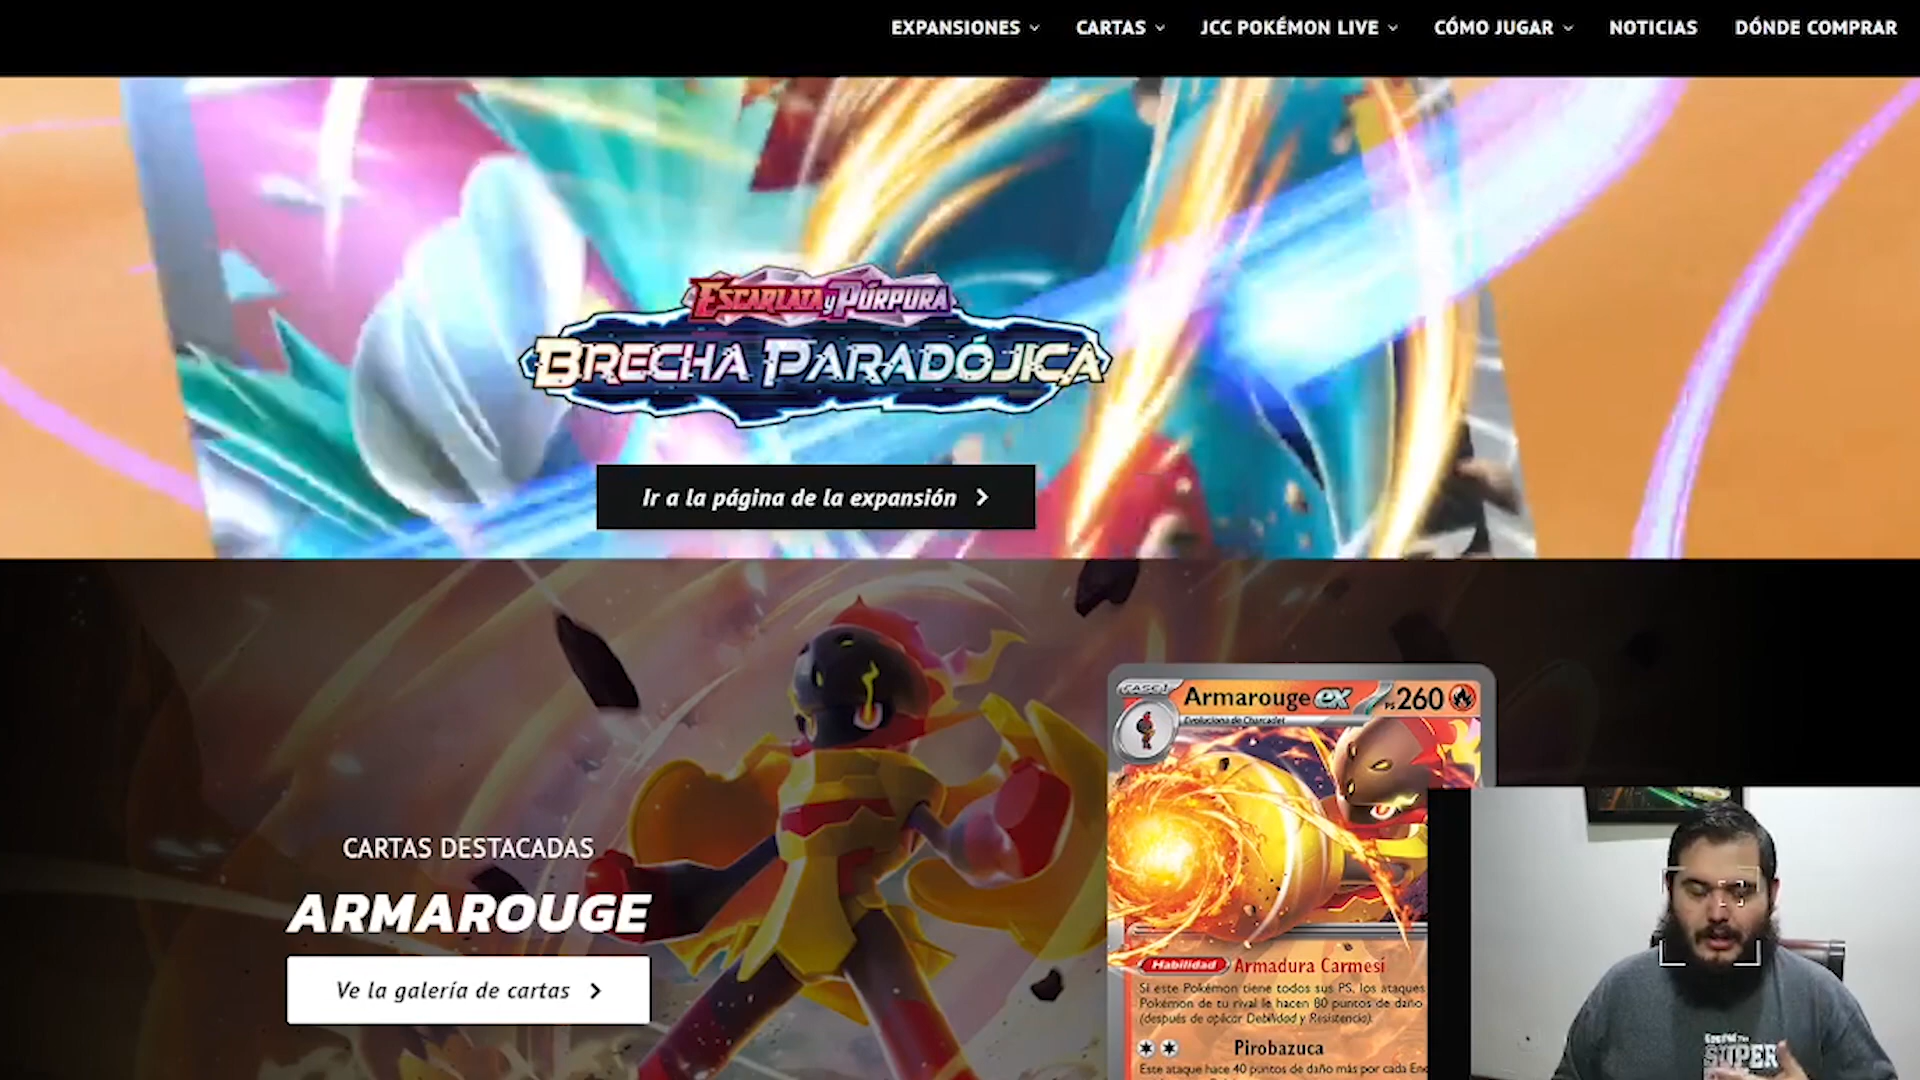 EXPANSIONES
CARTAS
JCC POKÉMON LIVE
CÓMO JUGAR
NOTICIAS
DÓNDE COMPRAR
ESCARLATA y PÚRPURA
BRECHA PARADÓJICA
Ir a la página de la expansión
CARTAS DESTACADAS
ARMAROUGE
Ve la galería de cartas
FASE 1
Armarouge ex PS 260
Evoluciona de Charcadet
Habilidad Armadura Carmesí
Si este Pokémon tiene todos sus PS, los ataques
Pokémon de tu rival le hacen 80 puntos de daño
(después de aplicar Debilidad y Resistencia).
Pirobazuca
Este ataque hace 40 puntos de daño más por cada
SUPER